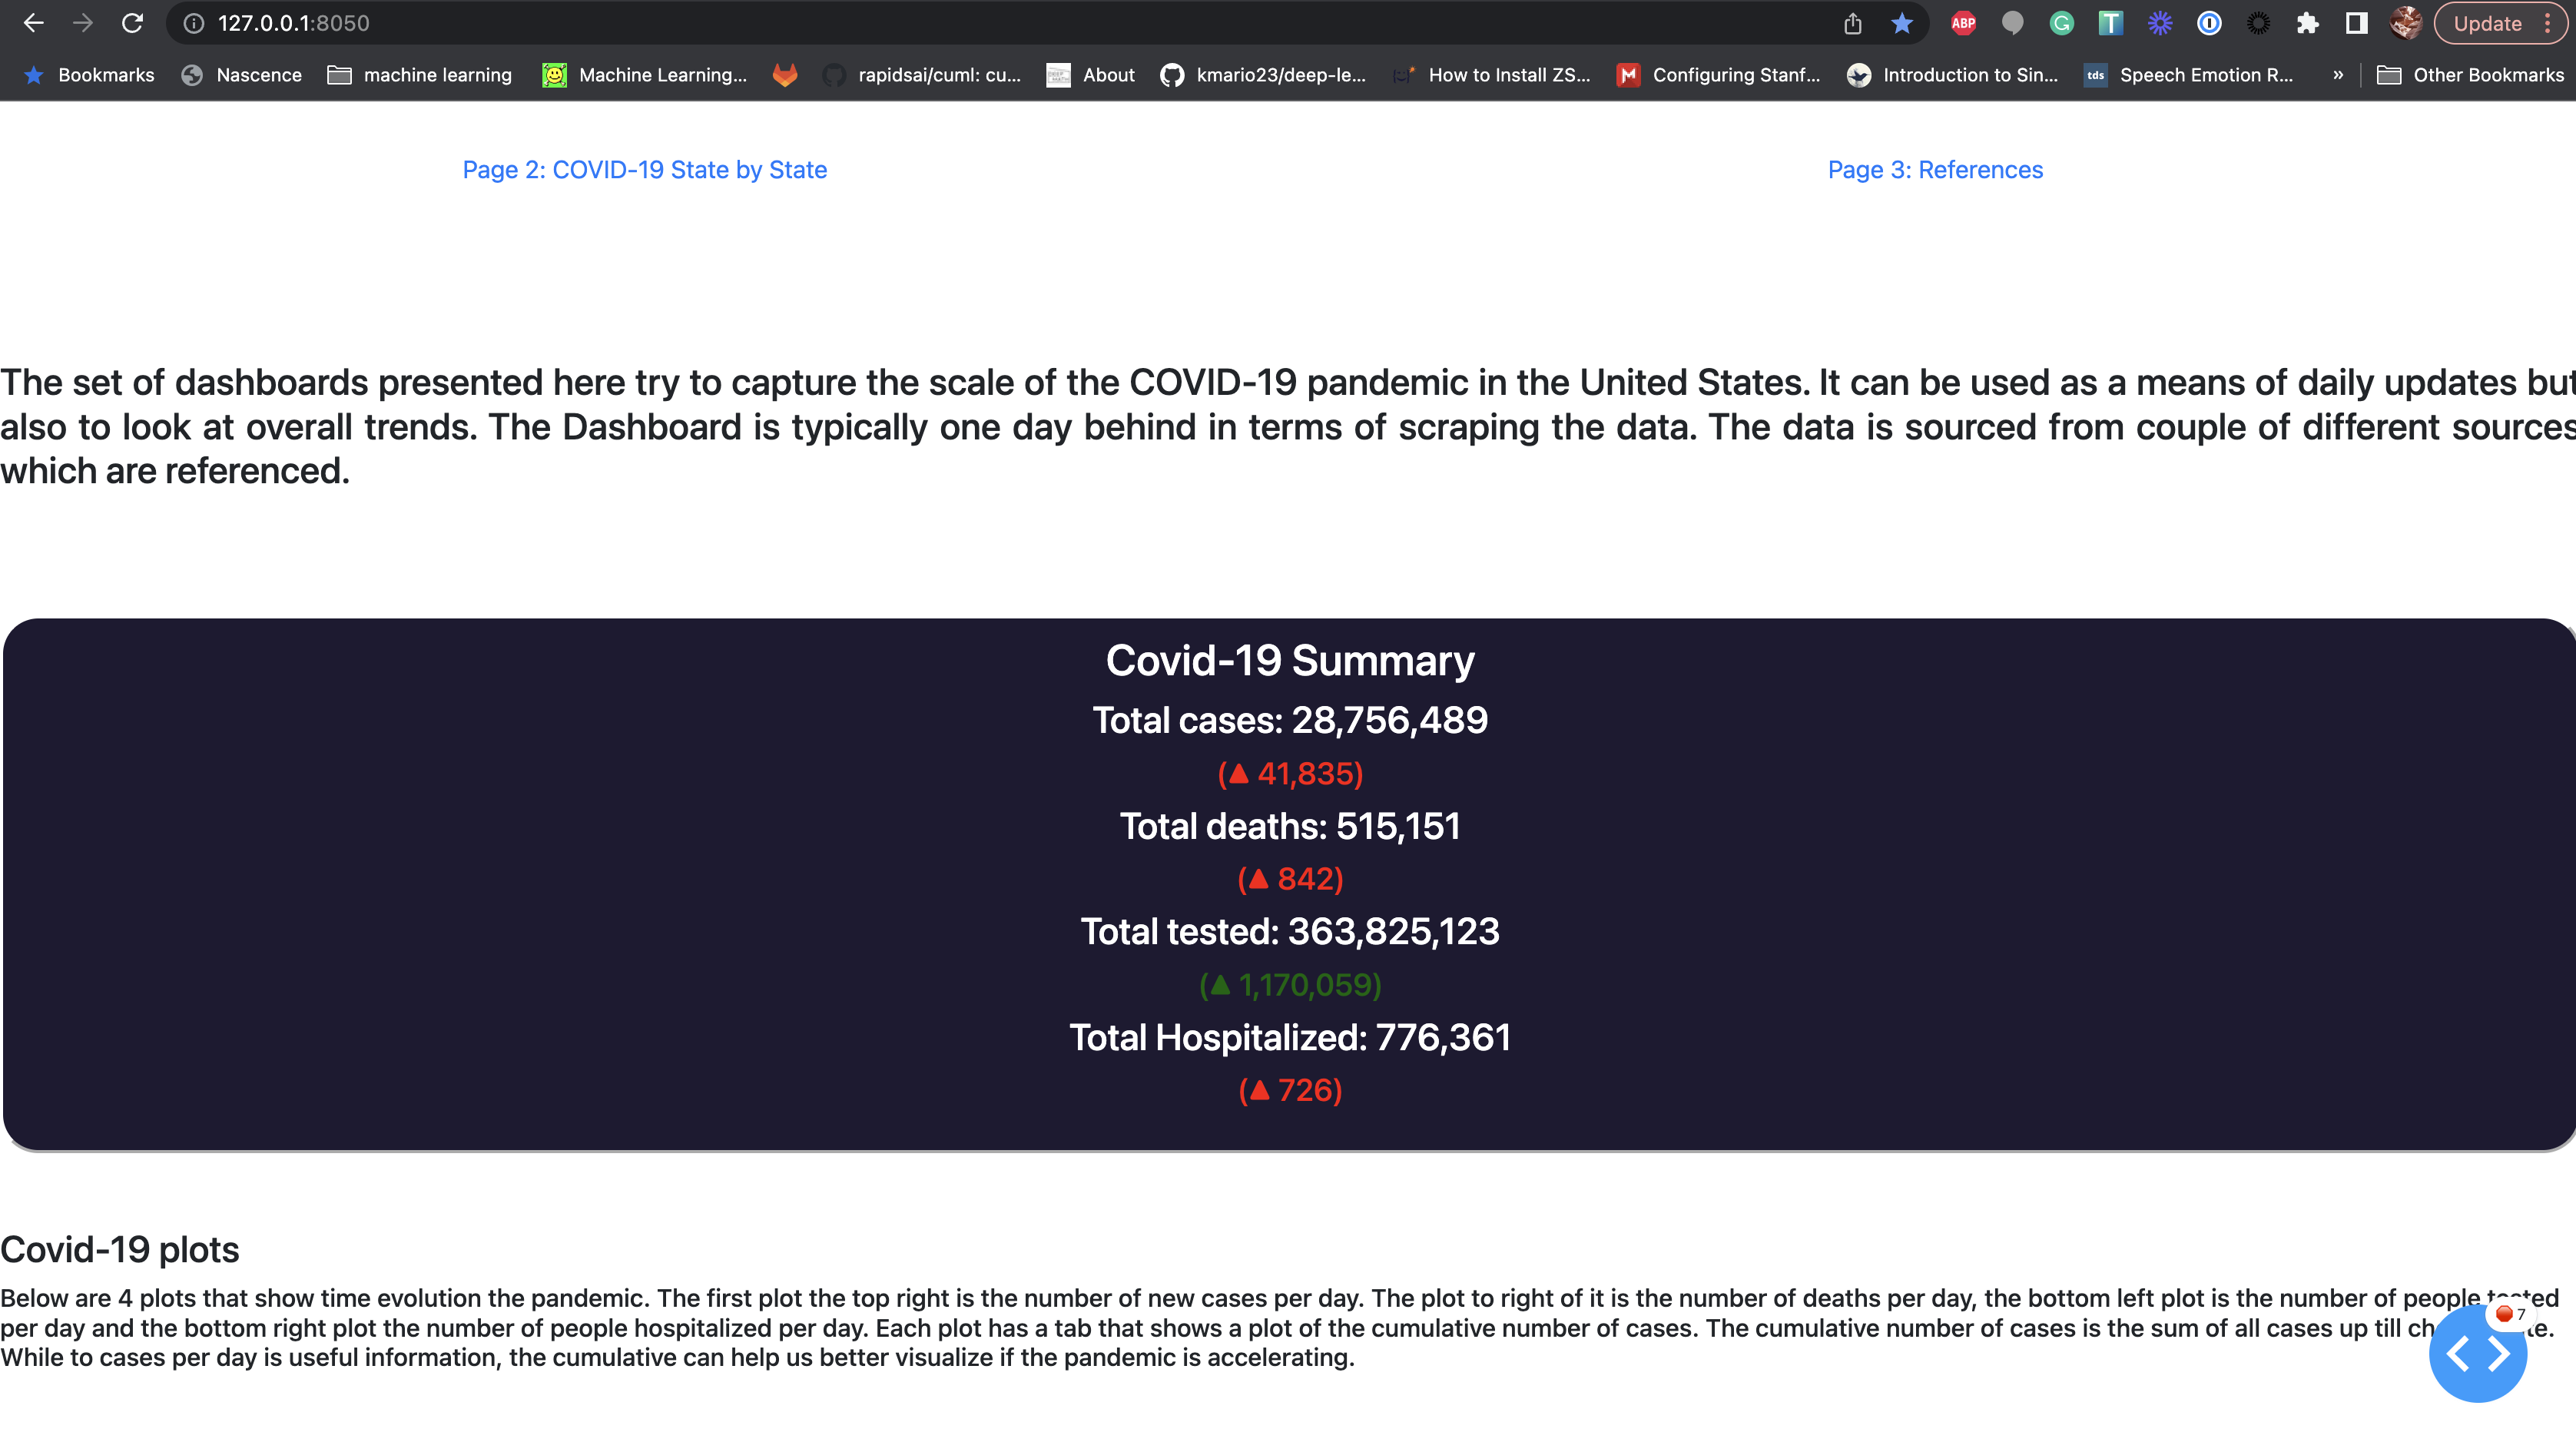 127.0.0.1:8050
ABP
Update
Bookmarks Nascence machine learning Machine Learning... rapidsai/cuml: cu... About kmario23/deep-le... How to Install ZS... Configuring Stanf... tds Introduction to Sin... Speech Emotion R... » Other Bookmarks
Page 2: COVID-19 State by State Page 3: References
The set of dashboards presented here try to capture the scale of the COVID-19 pandemic in the United States. It can be used as a means of daily updates but
also to look at overall trends. The Dashboard is typically one day behind in terms of scraping the data. The data is sourced from couple of different sources
which are referenced.
Covid-19 Summary
Total cases: 28,756,489
(▲ 41,835)
Total deaths: 515,151
(▲ 842)
Total tested: 363,825,123
(▲ 1,170,059)
Total Hospitalized: 776,361
(▲ 726)
Covid-19 plots
Below are 4 plots that show time evolution the pandemic. The first plot the top right is the number of new cases per day. The plot to right of it is the number of deaths per day, the bottom left plot is the number of people tested
per day and the bottom right plot the number of people hospitalized per day. Each plot has a tab that shows a plot of the cumulative number of cases. The cumulative number of cases is the sum of all cases up till
While to cases per day is useful information, the cumulative can help us better visualize if the pandemic is accelerating.
7